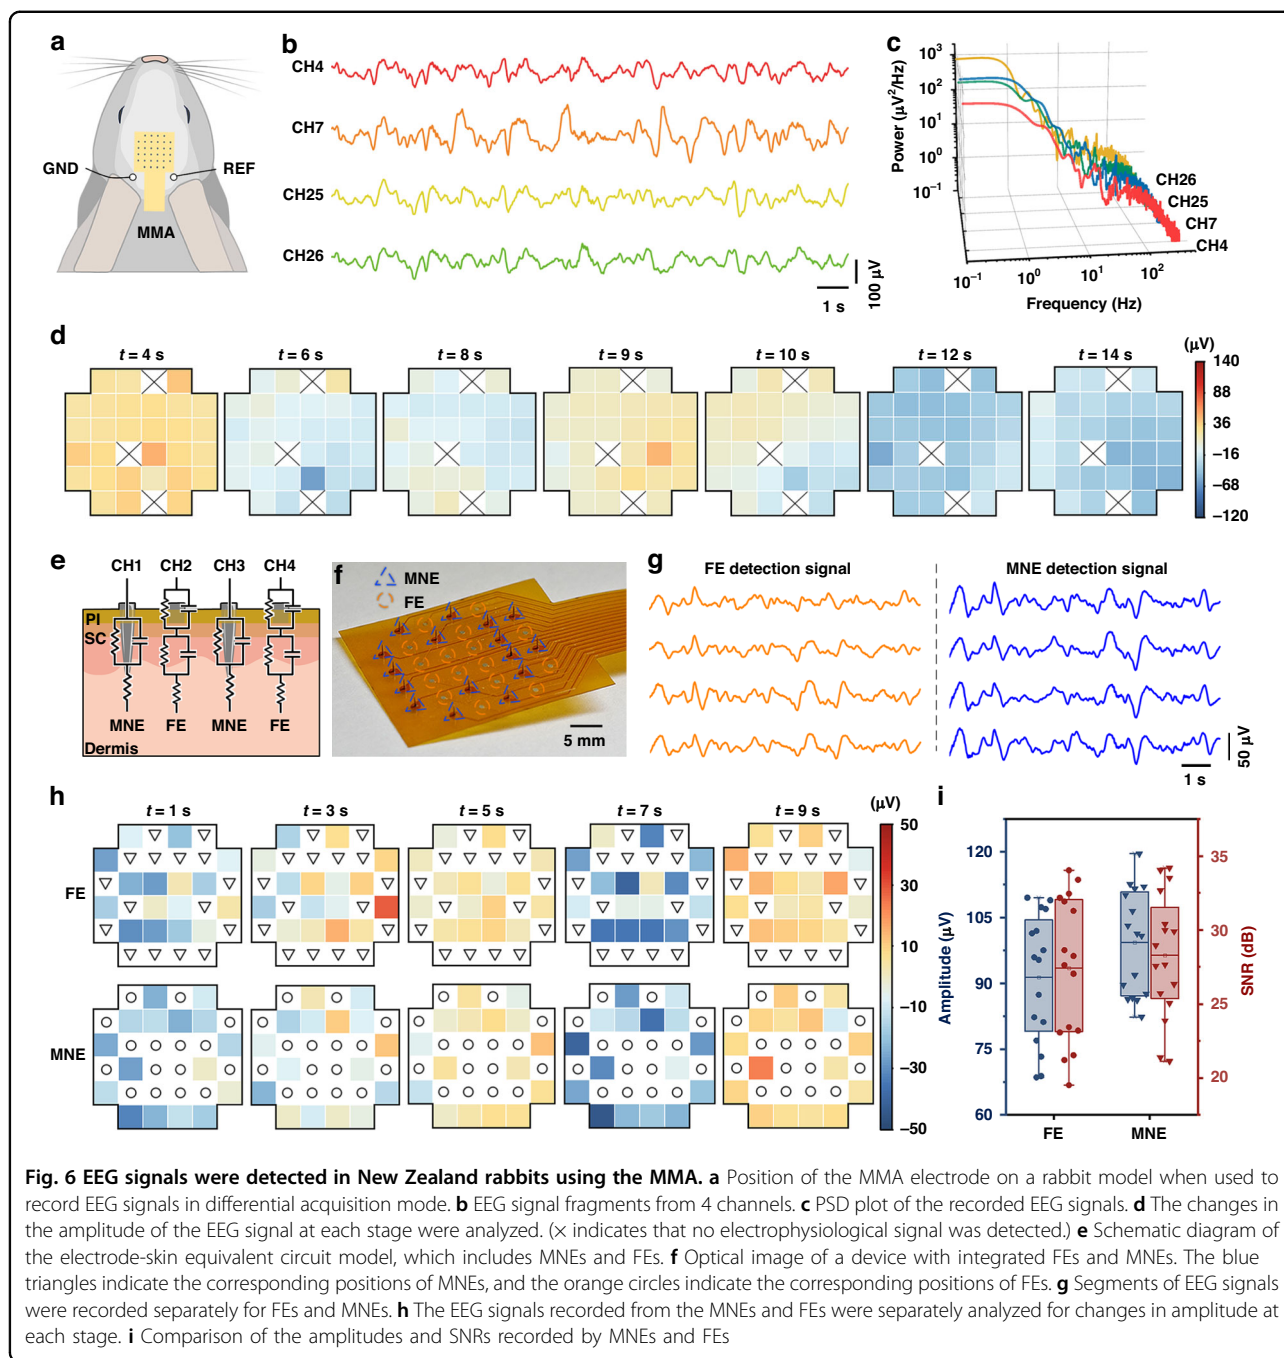 a
GND
REF
MMA
b
CH4
CH7
CH25
CH26
1 s
100 µV
c
10³
10²
10¹
10⁰
10⁻¹
Power (µV²/Hz)
CH26
CH25
CH7
CH4
10⁻¹
10⁰
10¹
10²
Frequency (Hz)
d
t = 4 s
t = 6 s
t = 8 s
t = 9 s
t = 10 s
t = 12 s
t = 14 s
(µV)
140
88
36
−16
−68
−120
e
CH1
CH2
CH3
CH4
PI
SC
MNE
FE
MNE
FE
Dermis
f
MNE
FE
5 mm
g
FE detection signal
MNE detection signal
50 µV
1 s
h
t = 1 s
t = 3 s
t = 5 s
t = 7 s
t = 9 s
(µV)
50
30
10
−10
−30
−50
FE
MNE
i
120
105
90
75
60
Amplitude (µV)
35
30
25
20
SNR (dB)
FE
MNE
Fig. 6 EEG signals were detected in New Zealand rabbits using the MMA. a Position of the MMA electrode on a rabbit model when used to
record EEG signals in differential acquisition mode. b EEG signal fragments from 4 channels. c PSD plot of the recorded EEG signals. d The changes in
the amplitude of the EEG signal at each stage were analyzed. (× indicates that no electrophysiological signal was detected.) e Schematic diagram of
the electrode-skin equivalent circuit model, which includes MNEs and FEs. f Optical image of a device with integrated FEs and MNEs. The blue
triangles indicate the corresponding positions of MNEs, and the orange circles indicate the corresponding positions of FEs. g Segments of EEG signals
were recorded separately for FEs and MNEs. h The EEG signals recorded from the MNEs and FEs were separately analyzed for changes in amplitude at
each stage. i Comparison of the amplitudes and SNRs recorded by MNEs and FEs